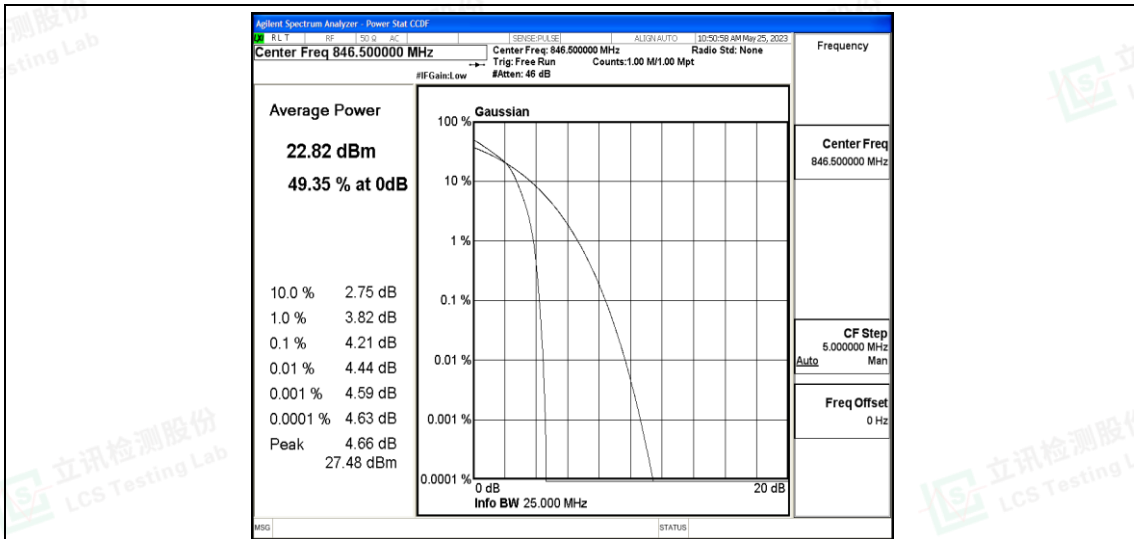 Agilent Spectrum Analyzer - Power Stat CCDF
LXI RL T RF 50 Ω AC SENSE:PULSE ALIGN AUTO 10:50:58 AM May 25, 2023
Center Freq 846.500000 MHz
Center Freq: 846.500000 MHz Radio Std: None
Trig: Free Run Counts:1.00 M/1.00 Mpt
#IFGain:Low #Atten: 46 dB
Frequency
Average Power
22.82 dBm
49.35 % at 0dB
10.0 % 2.75 dB
1.0 % 3.82 dB
0.1 % 4.21 dB
0.01 % 4.44 dB
0.001 % 4.59 dB
0.0001 % 4.63 dB
Peak 4.66 dB
27.48 dBm
Gaussian
100 %
10 %
1 %
0.1 %
0.01 %
0.001 %
0.0001 %
0 dB 20 dB
Info BW 25.000 MHz
Center Freq
846.500000 MHz
CF Step
5.000000 MHz
Auto Man
Freq Offset
0 Hz
MSG STATUS
立讯检测股份
LCS Testing Lab
立讯检测股份
LCS Testing L
测股份
sting Lab
立